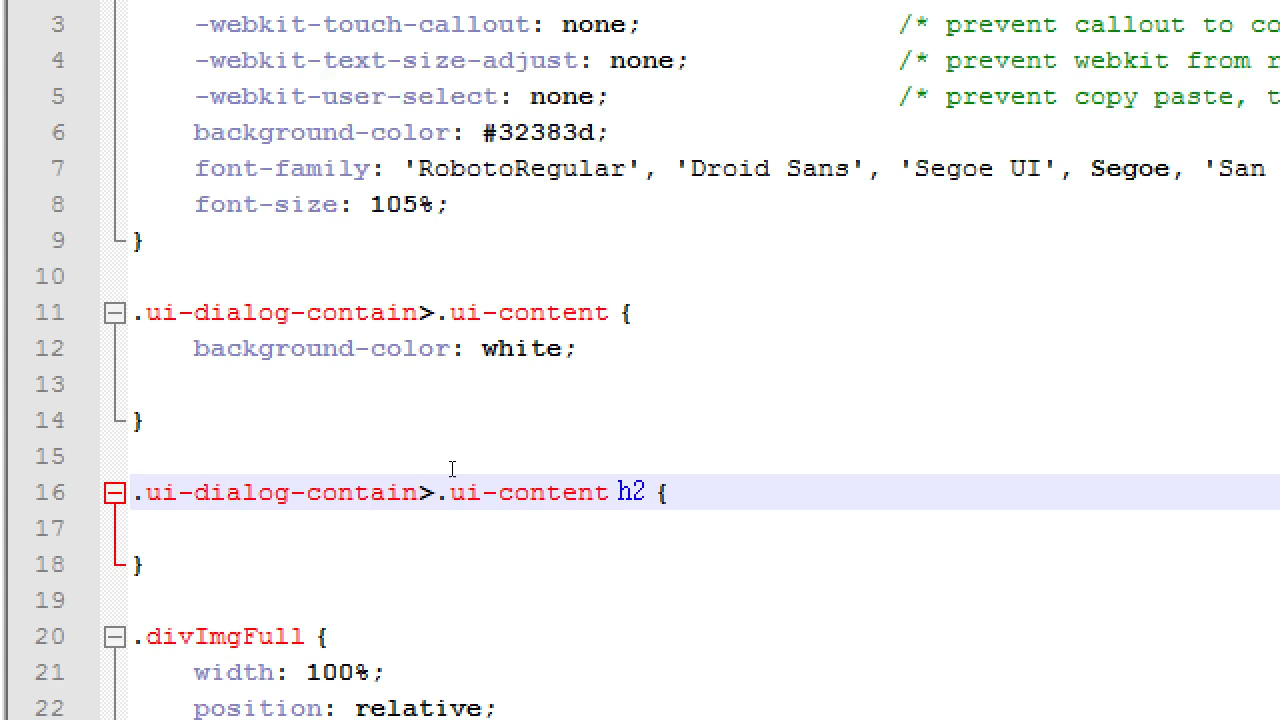 3 -webkit-touch-callout: none; /* prevent callout to co
4 -webkit-text-size-adjust: none; /* prevent webkit from r
5 -webkit-user-select: none; /* prevent copy paste, t
6 background-color: #32383d;
7 font-family: 'RobotoRegular', 'Droid Sans', 'Segoe UI', Segoe, 'San
8 font-size: 105%;
9 }
10
11 .ui-dialog-contain>.ui-content {
12 background-color: white;
13
14 }
15
16 .ui-dialog-contain>.ui-content h2 {
17
18 }
19
20 .divImgFull {
21 width: 100%;
22 position: relative;